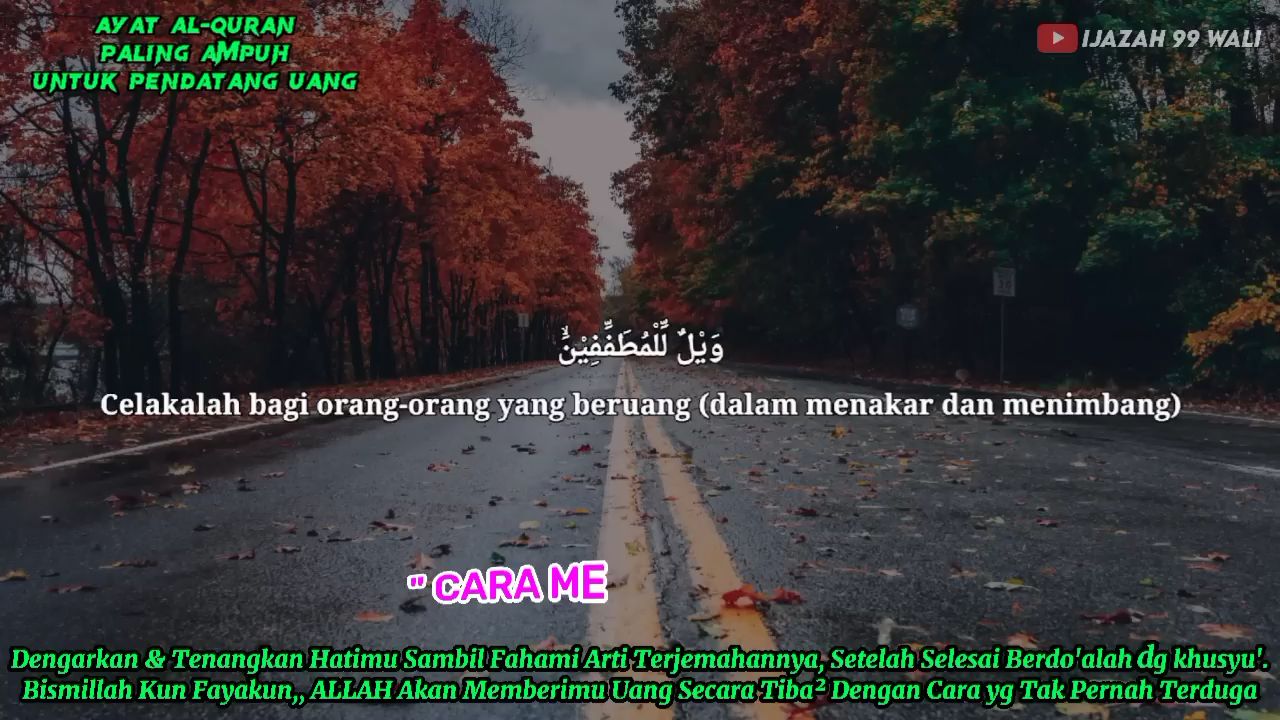 AYAT AL-QURAN
PALING AMPUH
UNTUK PENDATANG UANG
IJAZAH 99 WALI
وَيْلٌ لِّلْمُطَفِّفِيْنَۙ
Celakalah bagi orang-orang yang beruang (dalam menakar dan menimbang)
" CARA ME
Dengarkan & Tenangkan Hatimu Sambil Fahami Arti Terjemahannya, Setelah Selesai Berdo'alah dg khusyu'.
Bismillah Kun Fayakun,, ALLAH Akan Memberimu Uang Secara Tiba² Dengan Cara yg Tak Pernah Terduga